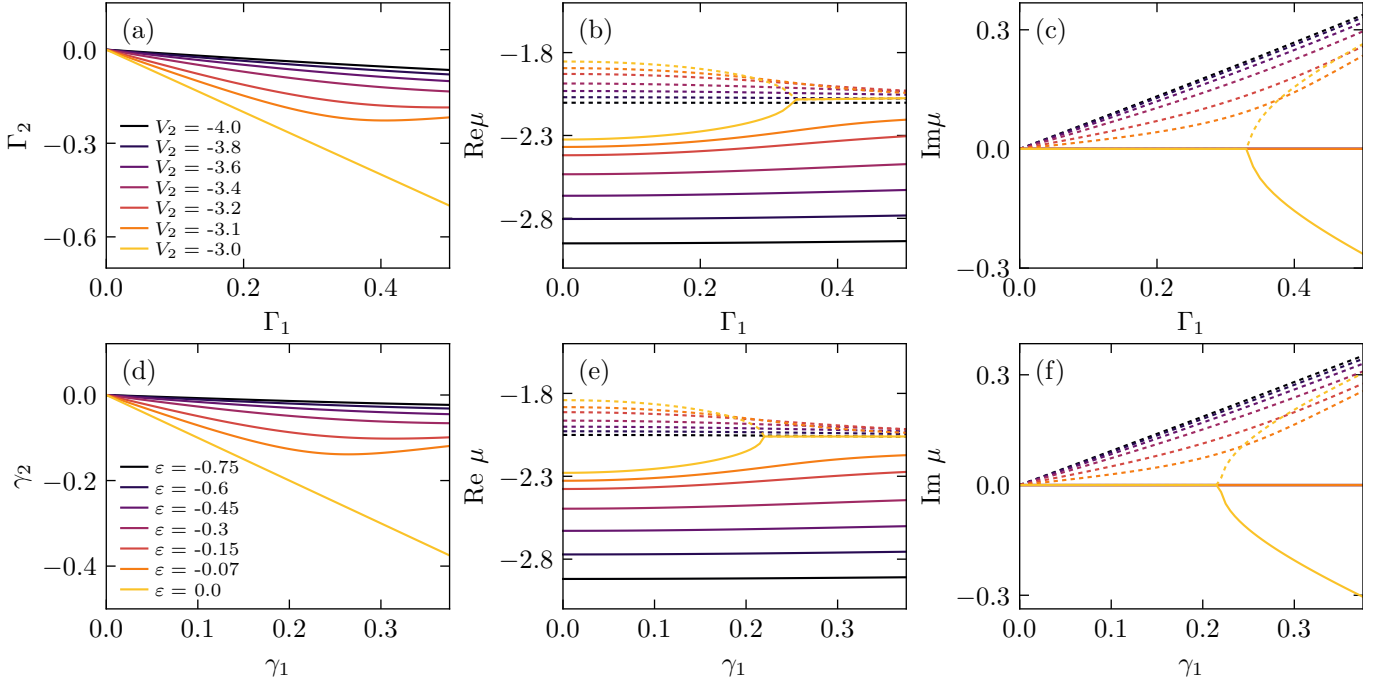 (a)
Γ₂
0.0
−0.3
−0.6
V₂ = -4.0
V₂ = -3.8
V₂ = -3.6
V₂ = -3.4
V₂ = -3.2
V₂ = -3.1
V₂ = -3.0
0.0 0.2 0.4
Γ₁
(b)
Reμ
−1.8
−2.3
−2.8
0.0 0.2 0.4
Γ₁
(c)
Imμ
0.3
0.0
−0.3
0.0 0.2 0.4
Γ₁
(d)
γ₂
0.0
−0.2
−0.4
ε = -0.75
ε = -0.6
ε = -0.45
ε = -0.3
ε = -0.15
ε = -0.07
ε = 0.0
0.0 0.1 0.2 0.3
γ₁
(e)
Re μ
−1.8
−2.3
−2.8
0.0 0.1 0.2 0.3
γ₁
(f)
Im μ
0.3
0.0
−0.3
0.0 0.1 0.2 0.3
γ₁